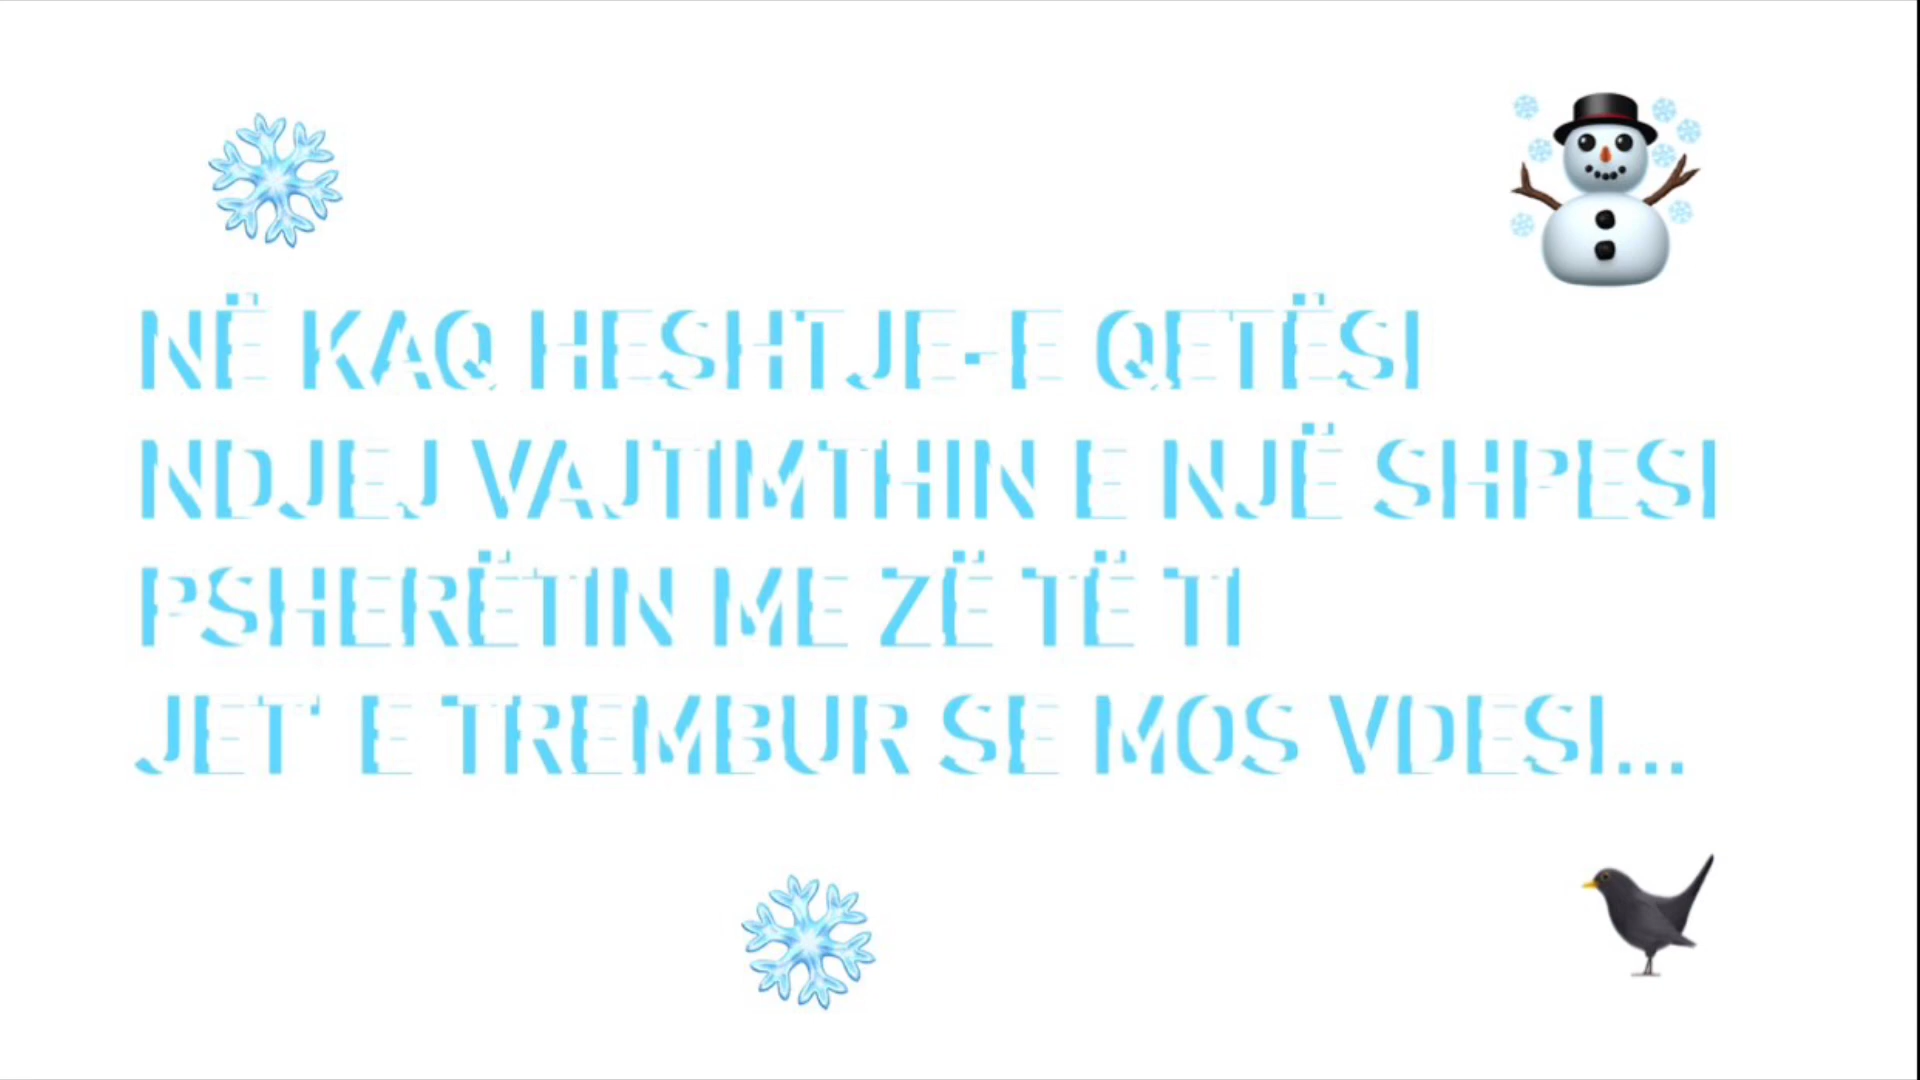 NË KAQ HESHTJE-E QETËSI
NDJEJ VAJTIMTHIN E NJË SHPESI
PSHERËTIN ME ZË TË TI
JET' E TREMBUR SE MOS VDESI...